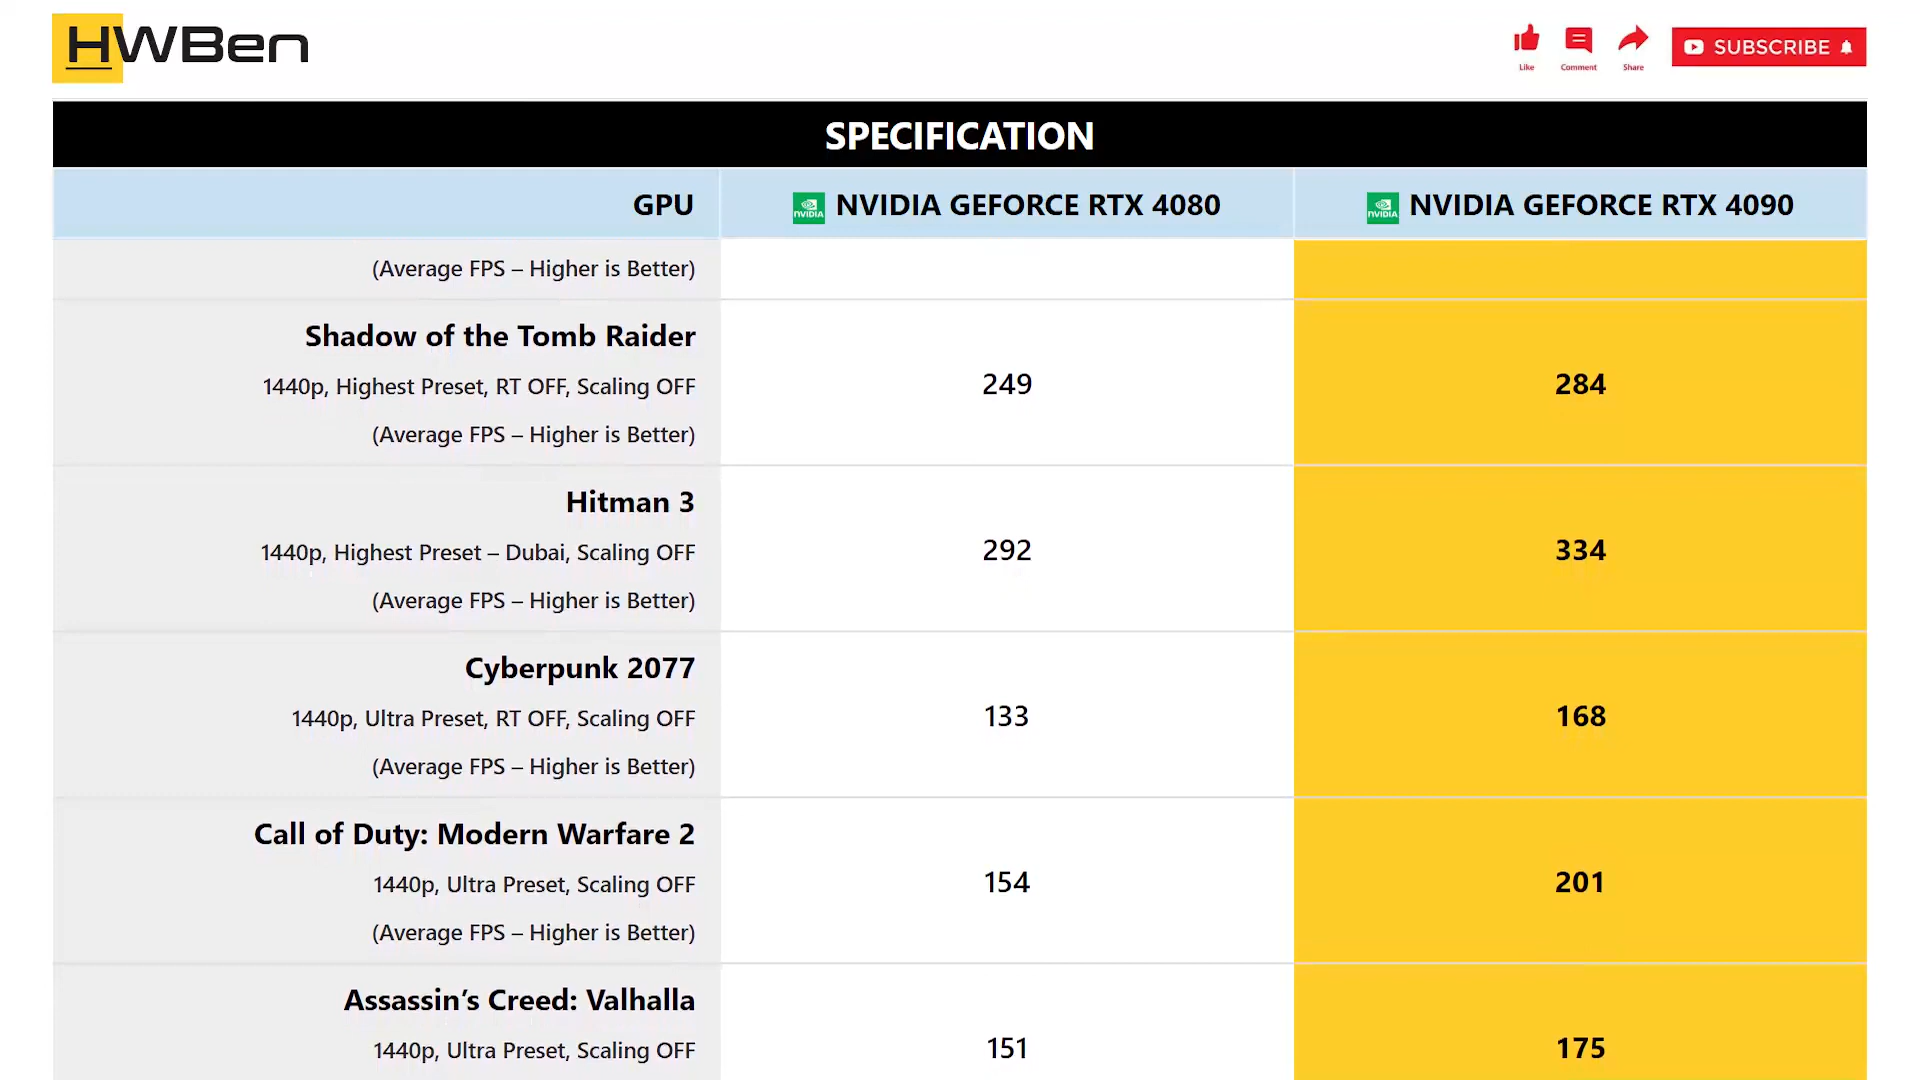 HWBen
Like
Comment
Share
SUBSCRIBE
SPECIFICATION
GPU
NVIDIA NVIDIA GEFORCE RTX 4080
NVIDIA NVIDIA GEFORCE RTX 4090
(Average FPS – Higher is Better)
Shadow of the Tomb Raider
1440p, Highest Preset, RT OFF, Scaling OFF
(Average FPS – Higher is Better)
249
284
Hitman 3
1440p, Highest Preset – Dubai, Scaling OFF
(Average FPS – Higher is Better)
292
334
Cyberpunk 2077
1440p, Ultra Preset, RT OFF, Scaling OFF
(Average FPS – Higher is Better)
133
168
Call of Duty: Modern Warfare 2
1440p, Ultra Preset, Scaling OFF
(Average FPS – Higher is Better)
154
201
Assassin’s Creed: Valhalla
1440p, Ultra Preset, Scaling OFF
151
175